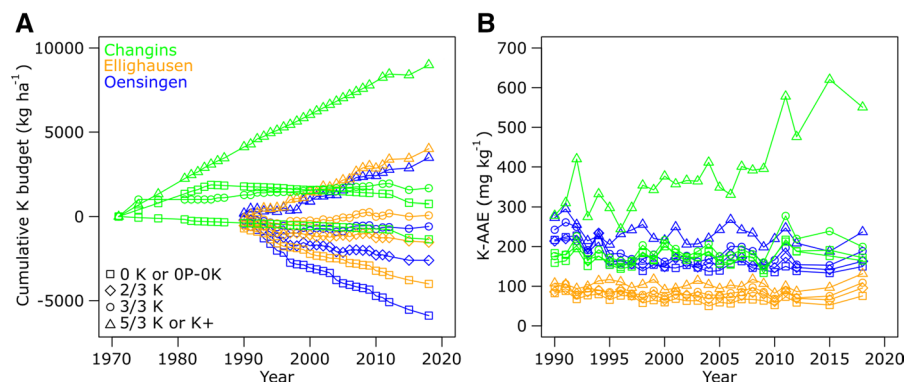 A
Cumulative K budget (kg ha⁻¹)
10000
5000
0
-5000
Changins
Ellighausen
Oensingen
0 K or 0P-0K
2/3 K
3/3 K
5/3 K or K+
1970 1980 1990 2000 2010 2020
Year
B
K-AAE (mg kg⁻¹)
700
600
500
400
300
200
100
0
1990 1995 2000 2005 2010 2015 2020
Year